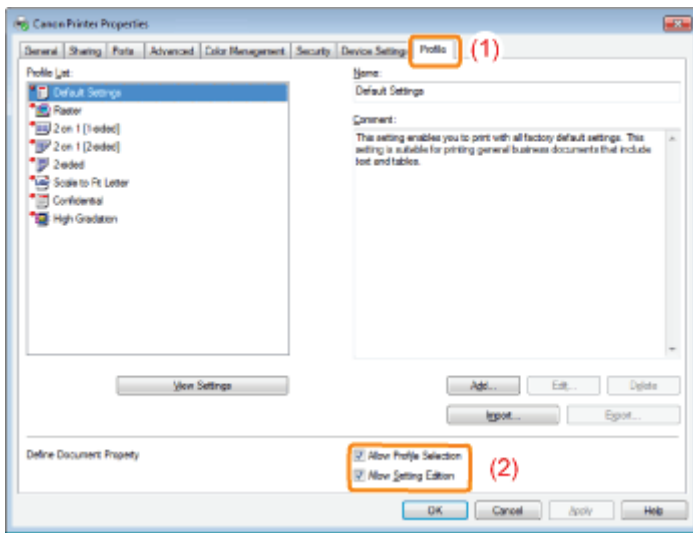 Canon Printer Properties
General Sharing Ports Advanced Color Management Security Device Settings Profile (1)
Profile List:
Default Settings
Raster
2 on 1 [1-sided]
2 on 1 [2-sided]
2-sided
Scale to Fit Letter
Confidential
High Gradation
View Settings
Name:
Default Settings
Comment:
This setting enables you to print with all factory default settings. This
setting is suitable for printing general business documents that include
text and tables.
Add... Edit... Delete
Import... Export...
Define Document Property
Allow Profile Selection
Allow Setting Edition
(2)
OK Cancel Apply Help